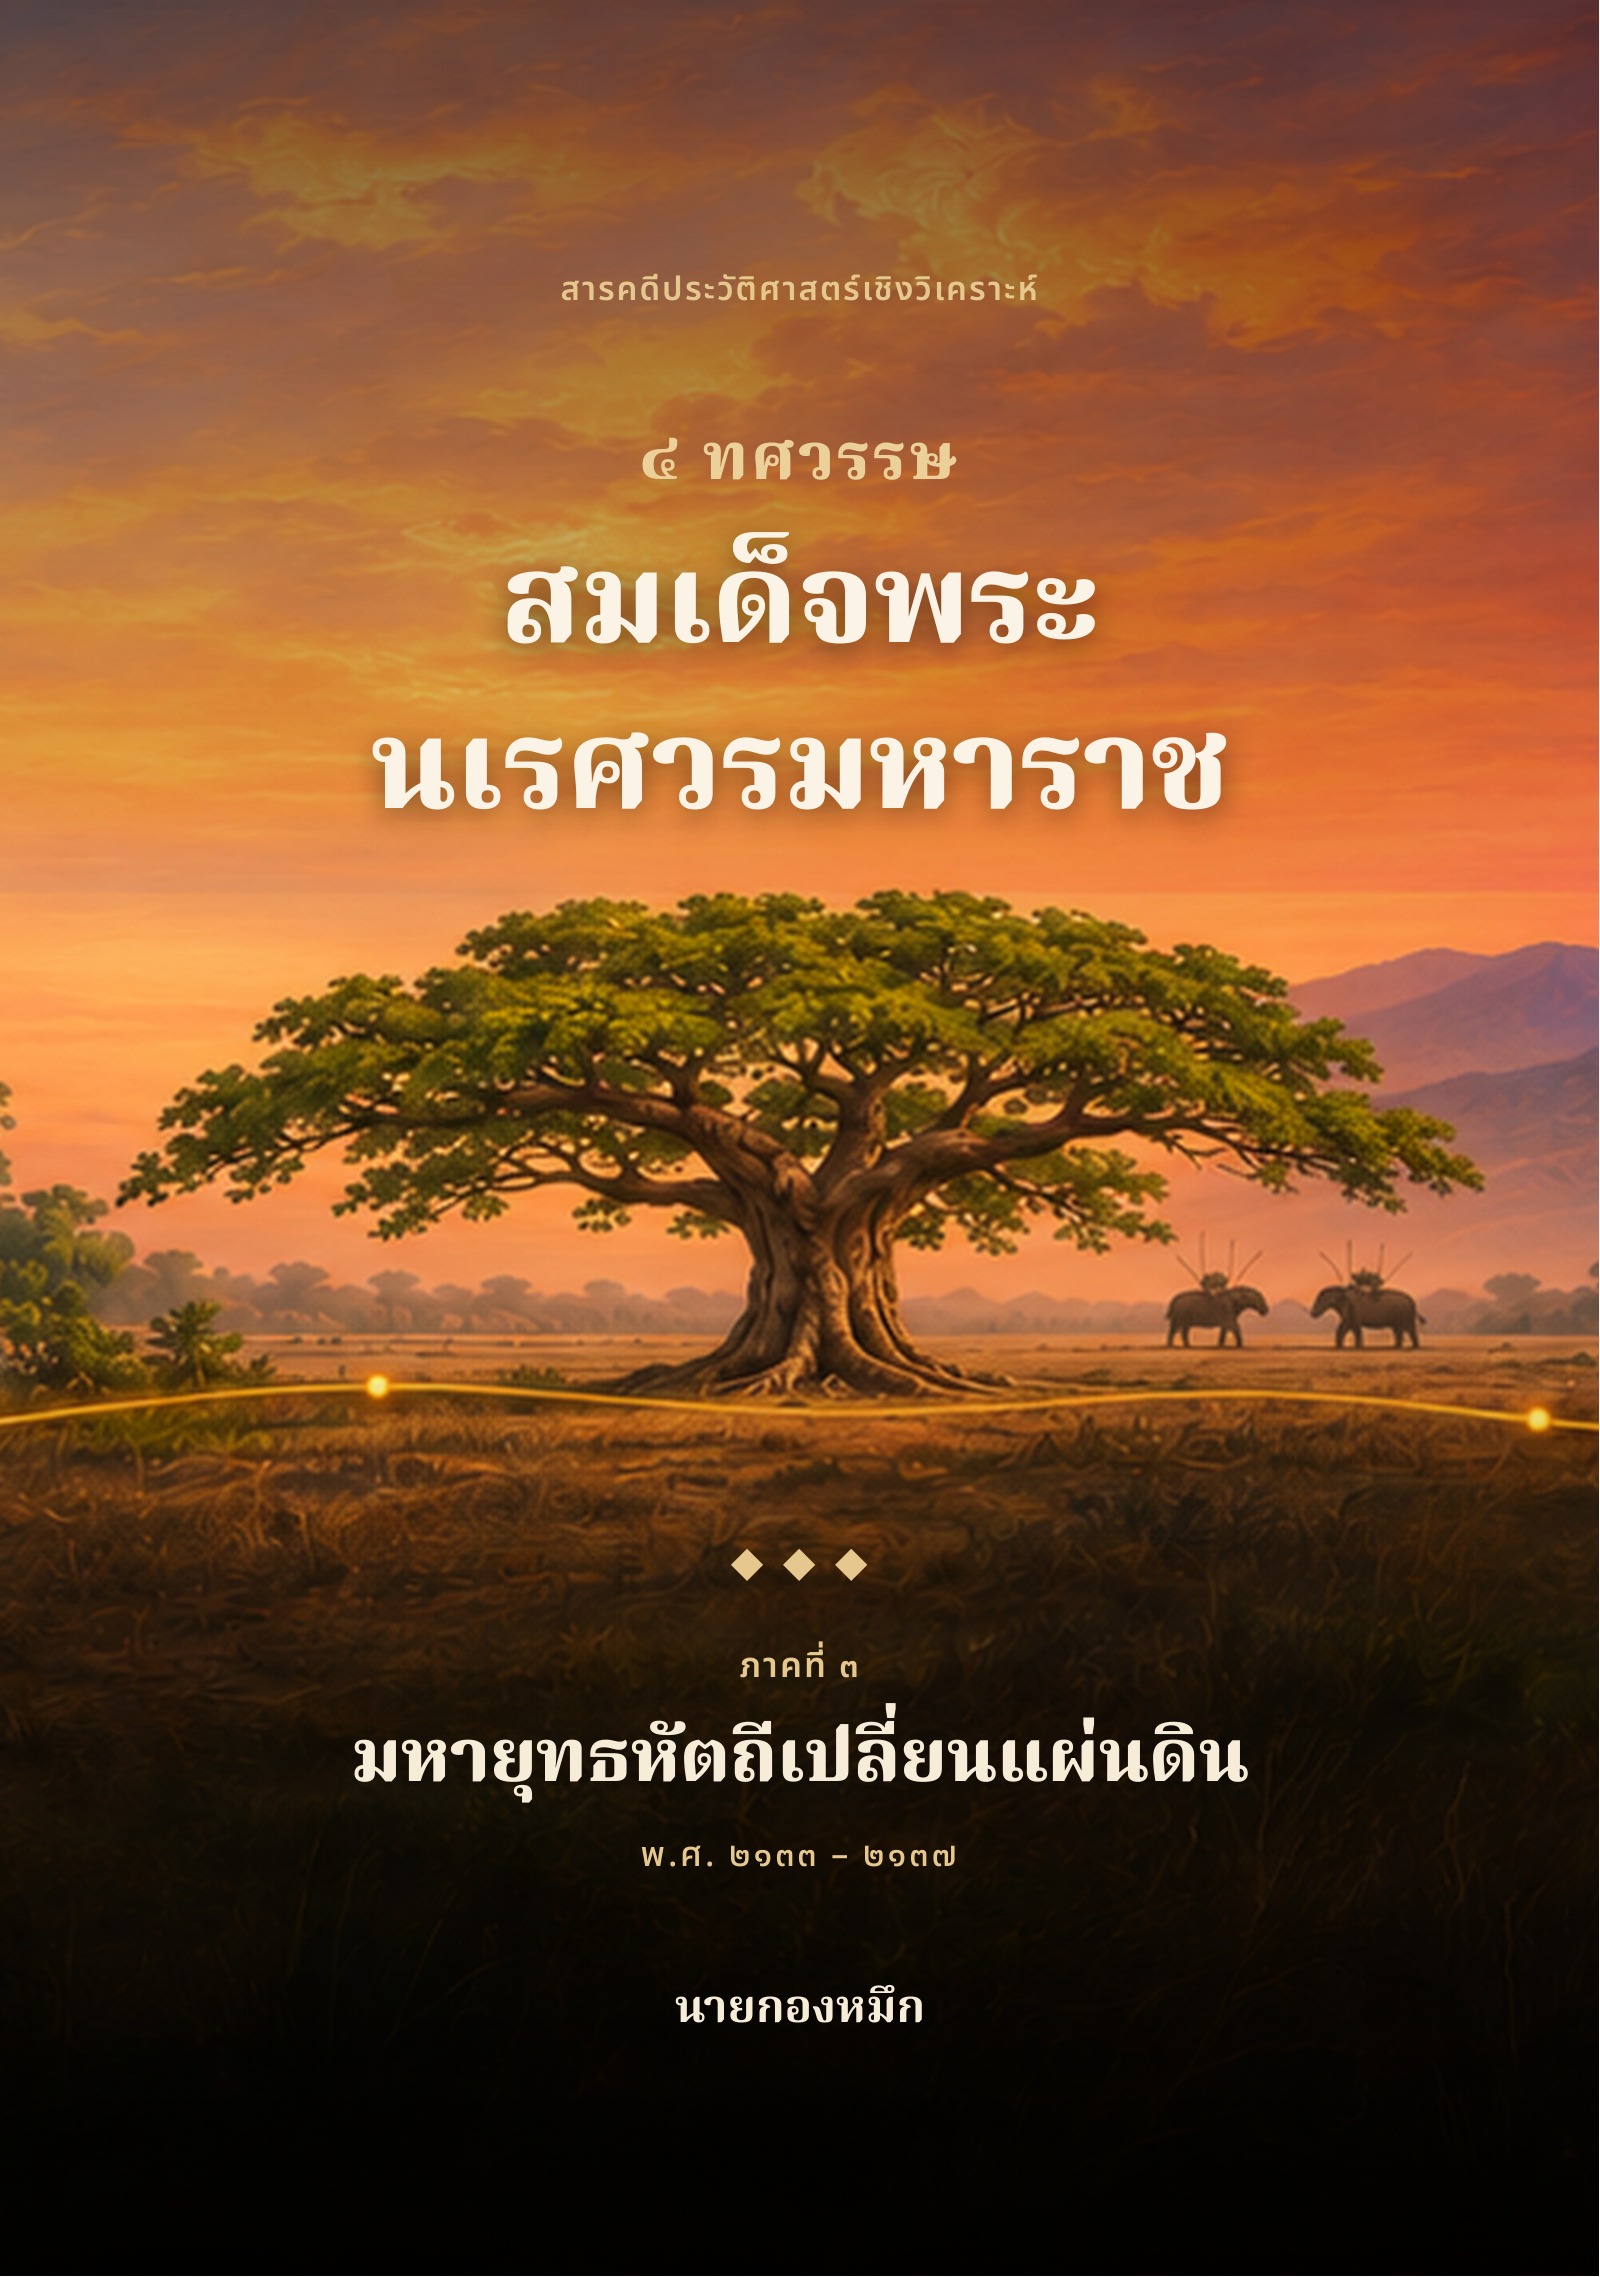 สารคดีประวัติศาสตร์เชิงวิเคราะห์
๔ ทศวรรษ
สมเด็จพระ
นเรศวรมหาราช
ภาคที่ ๓
มหายุทธหัตถีเปลี่ยนแผ่นดิน
พ.ศ. ๒๑๓๓ – ๒๑๓๗
นายกองหมึก